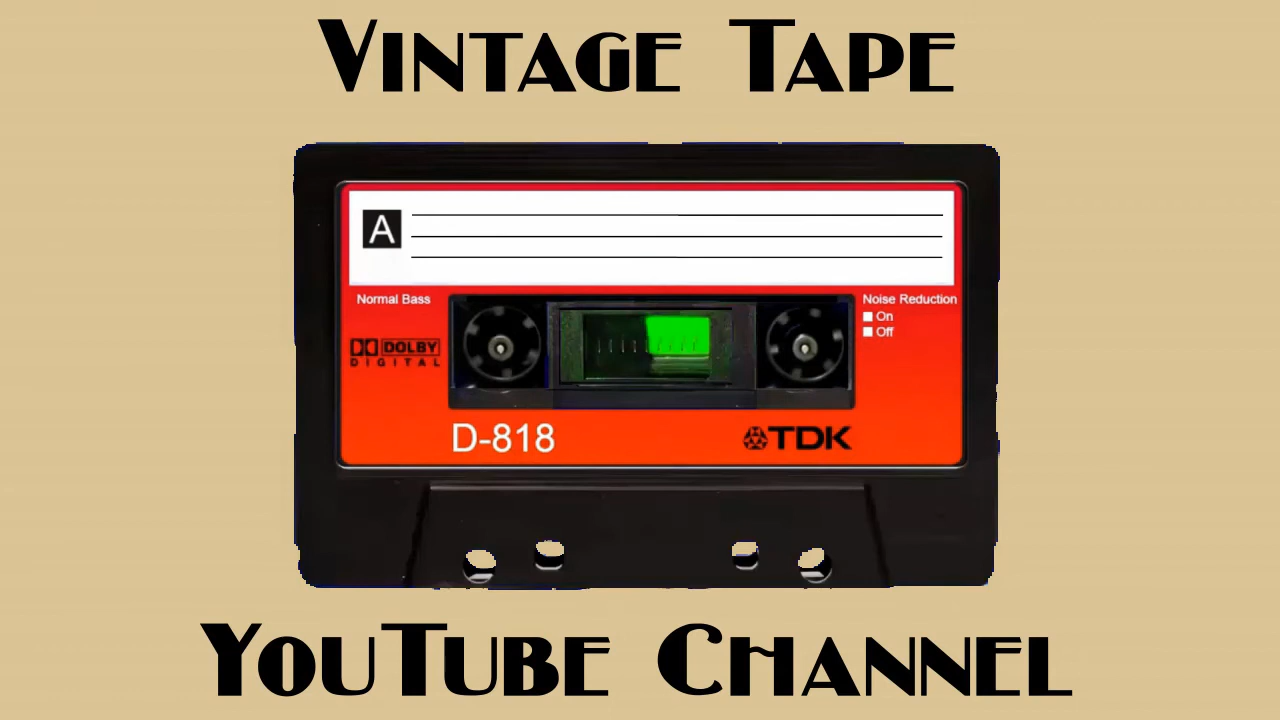 Vintage Tape
A
Normal Bass
Noise Reduction
On
Off
DOLBY
DIGITAL
D-818
TDK
YouTube Channel